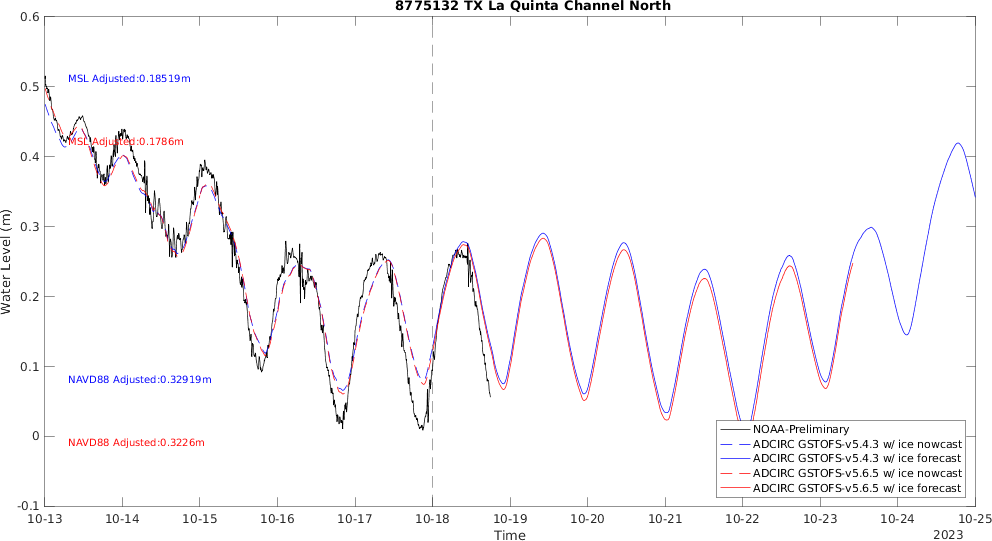 8775132 TX La Quinta Channel North
0.6
0.5
0.4
0.3
0.2
0.1
0
-0.1
Water Level (m)
MSL Adjusted:0.18519m
MSL Adjusted:0.1786m
NAVD88 Adjusted:0.32919m
NAVD88 Adjusted:0.3226m
NOAA-Preliminary
ADCIRC GSTOFS-v5.4.3 w/ ice nowcast
ADCIRC GSTOFS-v5.4.3 w/ ice forecast
ADCIRC GSTOFS-v5.6.5 w/ ice nowcast
ADCIRC GSTOFS-v5.6.5 w/ ice forecast
10-13 10-14 10-15 10-16 10-17 10-18 10-19 10-20 10-21 10-22 10-23 10-24 10-25
Time
2023